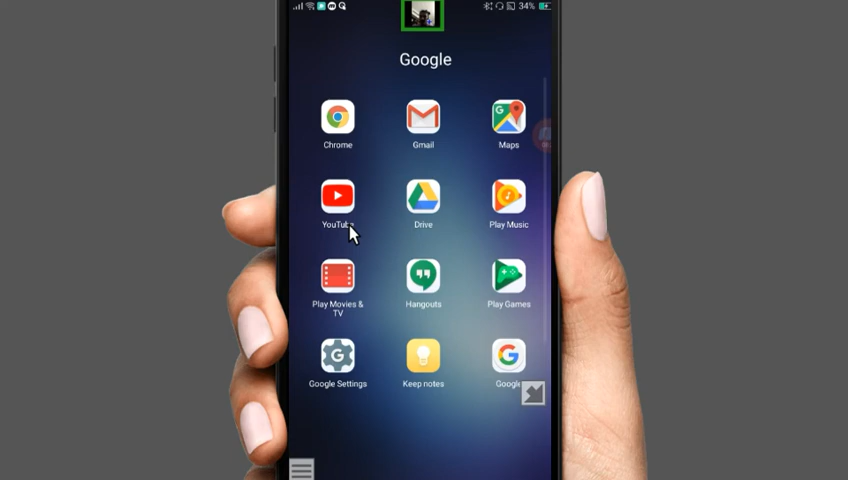 34%
Google
Chrome
Gmail
Maps
YouTube
Drive
Play Music
Play Movies &
TV
Hangouts
Play Games
Google Settings
Keep notes
Google